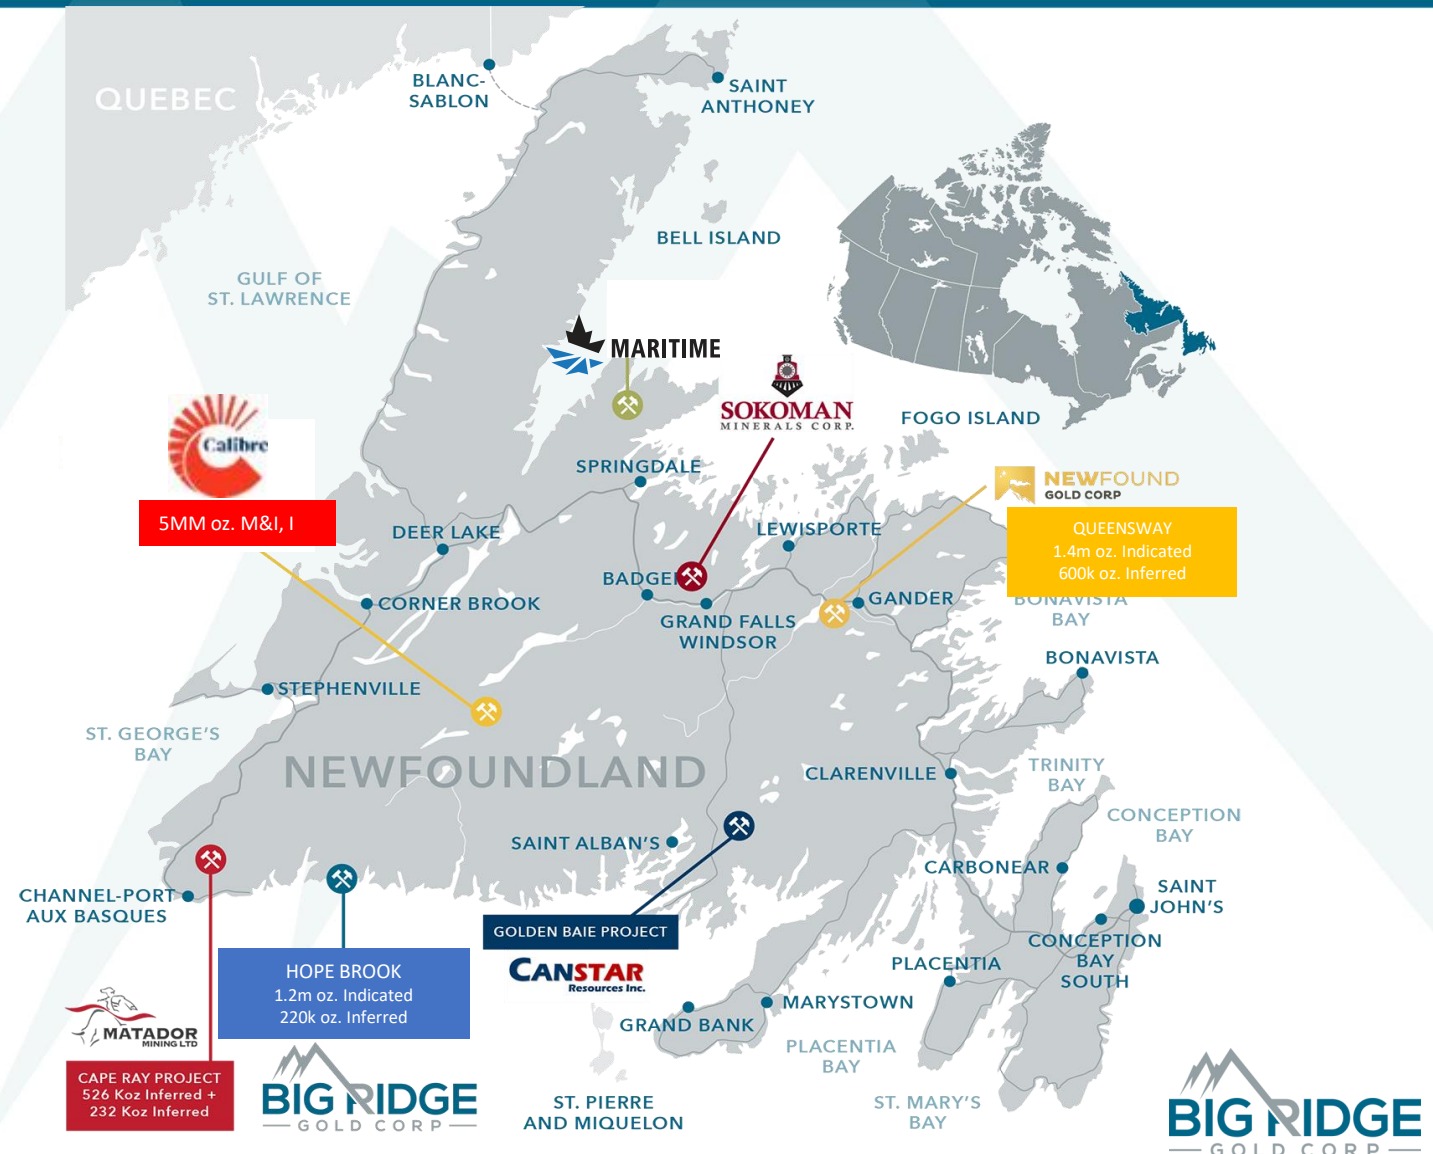 QUEBEC
BLANC-
SABLON
SAINT
ANTHONEY
BELL ISLAND
GULF OF
ST. LAWRENCE
MARITIME
SOKOMAN
MINERALS CORP.
FOGO ISLAND
Calibre
5MM oz. M&I, I
SPRINGDALE
NEWFOUND
GOLD CORP
QUEENSWAY
1.4m oz. Indicated
600k oz. Inferred
DEER LAKE
LEWISPORTE
BADGE
CORNER BROOK
GRAND FALLS
WINDSOR
GANDER
BONAVISTA
BAY
BONAVISTA
STEPHENVILLE
ST. GEORGE'S
BAY
NEWFOUNDLAND
CLARENVILLE
TRINITY
BAY
CONCEPTION
BAY
SAINT ALBAN'S
CARBONEAR
SAINT
JOHN'S
CHANNEL-PORT
AUX BASQUES
GOLDEN BAIE PROJECT
CANSTAR
Resources Inc.
CONCEPTION
BAY
SOUTH
PLACENTIA
HOPE BROOK
1.2m oz. Indicated
220k oz. Inferred
MARYSTOWN
GRAND BANK
MATADOR
MINING LTD
PLACENTIA
BAY
CAPE RAY PROJECT
526 Koz Inferred +
232 Koz Inferred
BIG RIDGE
GOLD CORP
ST. PIERRE
AND MIQUELON
ST. MARY'S
BAY
BIG RIDGE
GOLD CORP